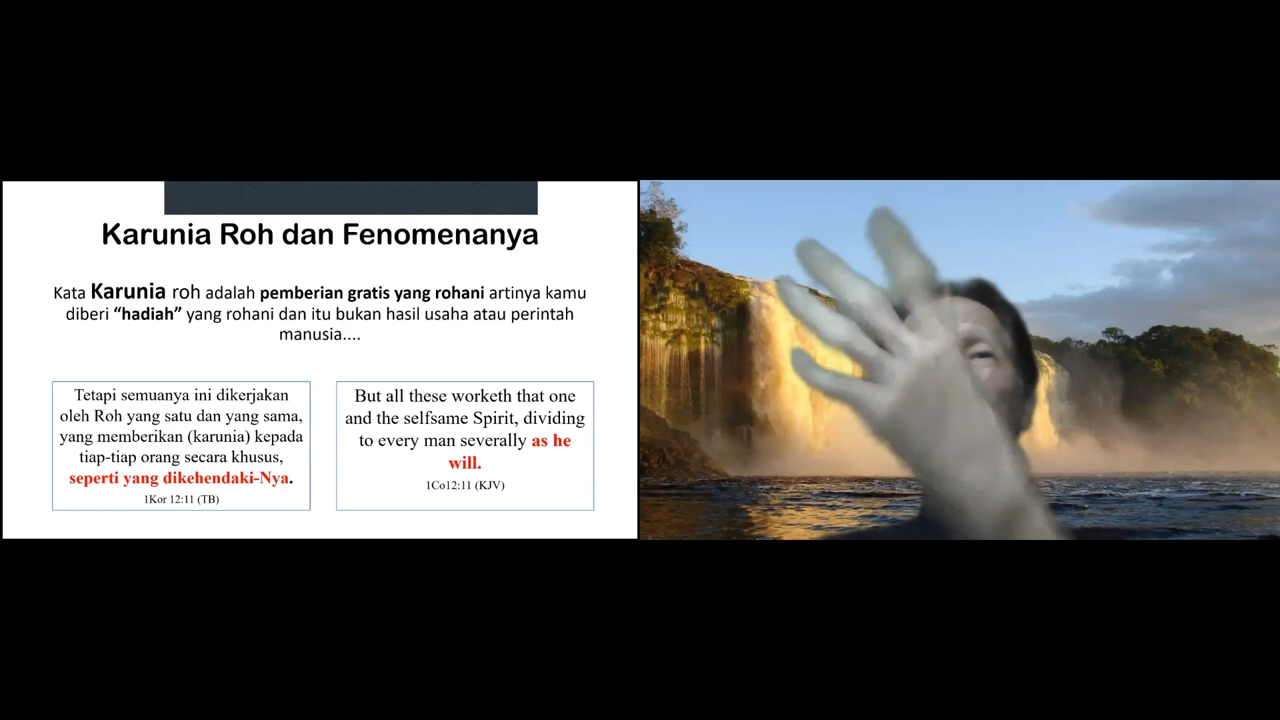 Karunia Roh dan Fenomenanya
Kata Karunia roh adalah pemberian gratis yang rohani artinya kamu
diberi “hadiah” yang rohani dan itu bukan hasil usaha atau perintah
manusia....
Tetapi semuanya ini dikerjakan
oleh Roh yang satu dan yang sama,
yang memberikan (karunia) kepada
tiap-tiap orang secara khusus,
seperti yang dikehendaki-Nya.
1Kor 12:11 (TB)
But all these worketh that one
and the selfsame Spirit, dividing
to every man severally as he
will.
1Co12:11 (KJV)